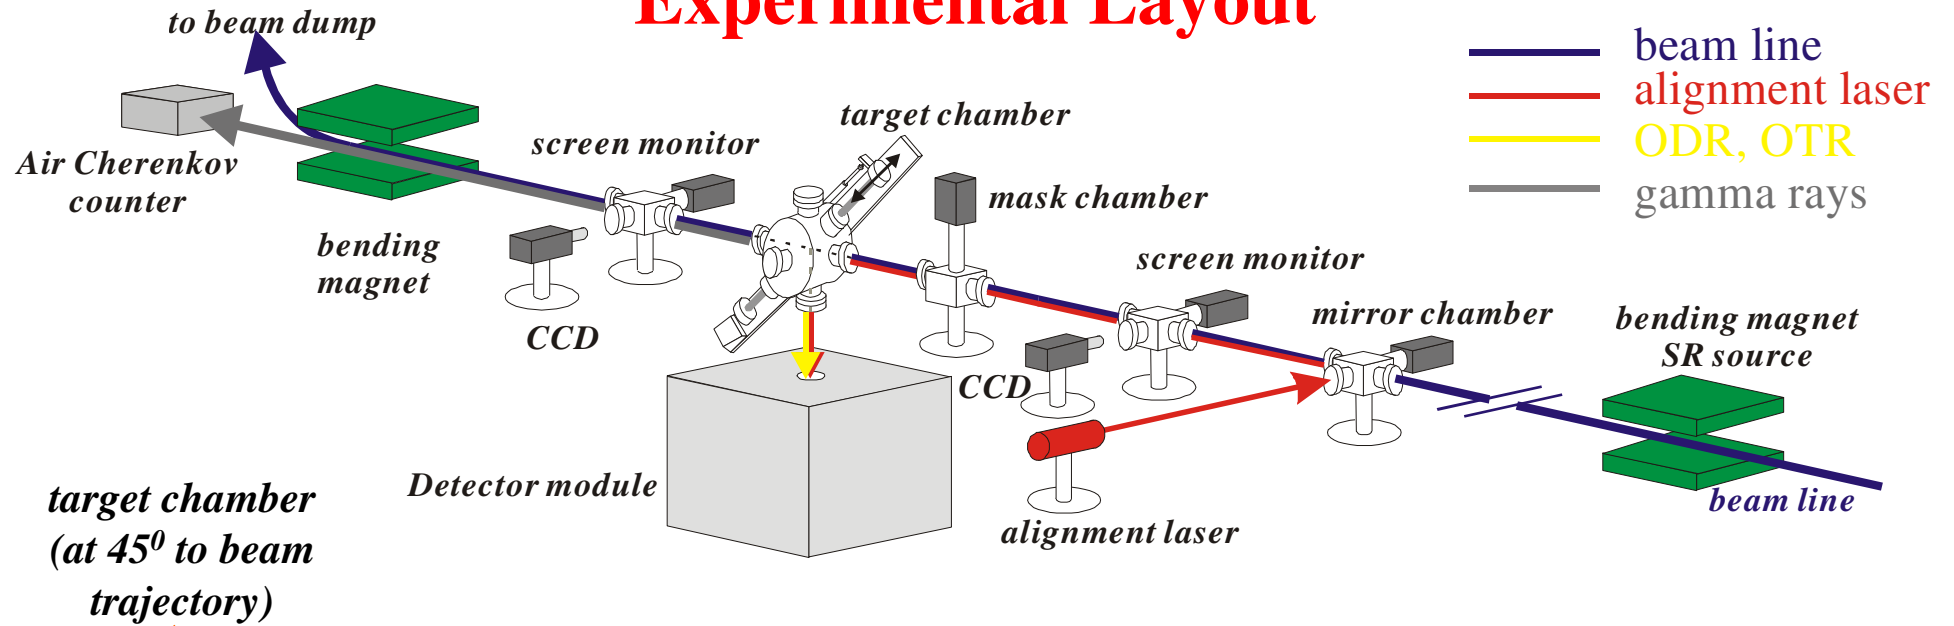 Experimental Layout
to beam dump
beam line
alignment laser
ODR, OTR
gamma rays
target chamber
screen monitor
Air Cherenkov
counter
mask chamber
bending
magnet
screen monitor
mirror chamber
bending magnet
SR source
CCD
CCD
Detector module
beam line
alignment laser
target chamber
(at 45⁰ to beam
trajectory)